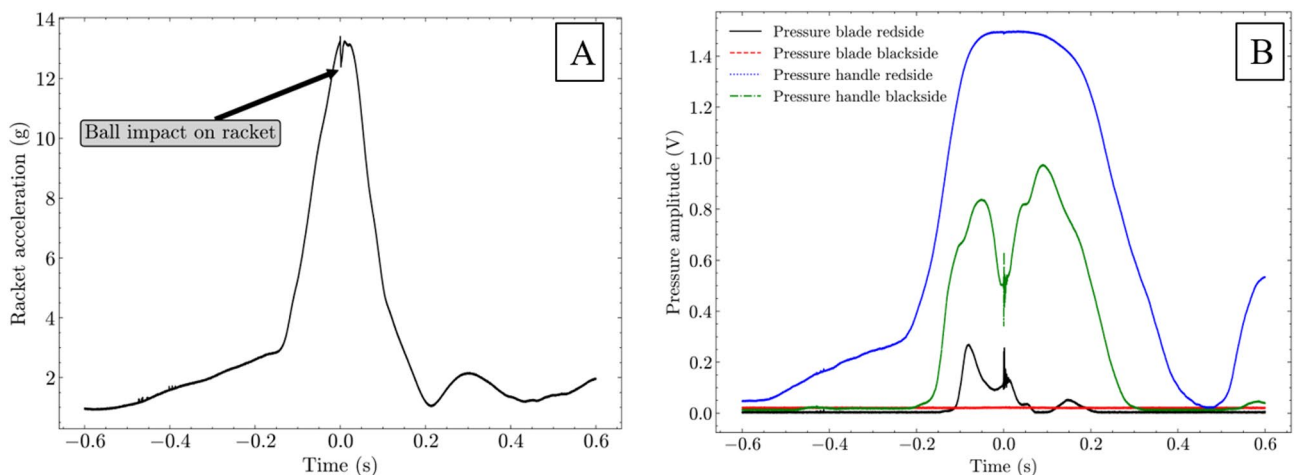 A
14
12
10
8
6
4
2
Racket acceleration (g)
Ball impact on racket
−0.6 −0.4 −0.2 0.0 0.2 0.4 0.6
Time (s)
B
Pressure blade redside
Pressure blade blackside
Pressure handle redside
Pressure handle blackside
1.4
1.2
1.0
0.8
0.6
0.4
0.2
0.0
Pressure amplitude (V)
−0.6 −0.4 −0.2 0.0 0.2 0.4 0.6
Time (s)